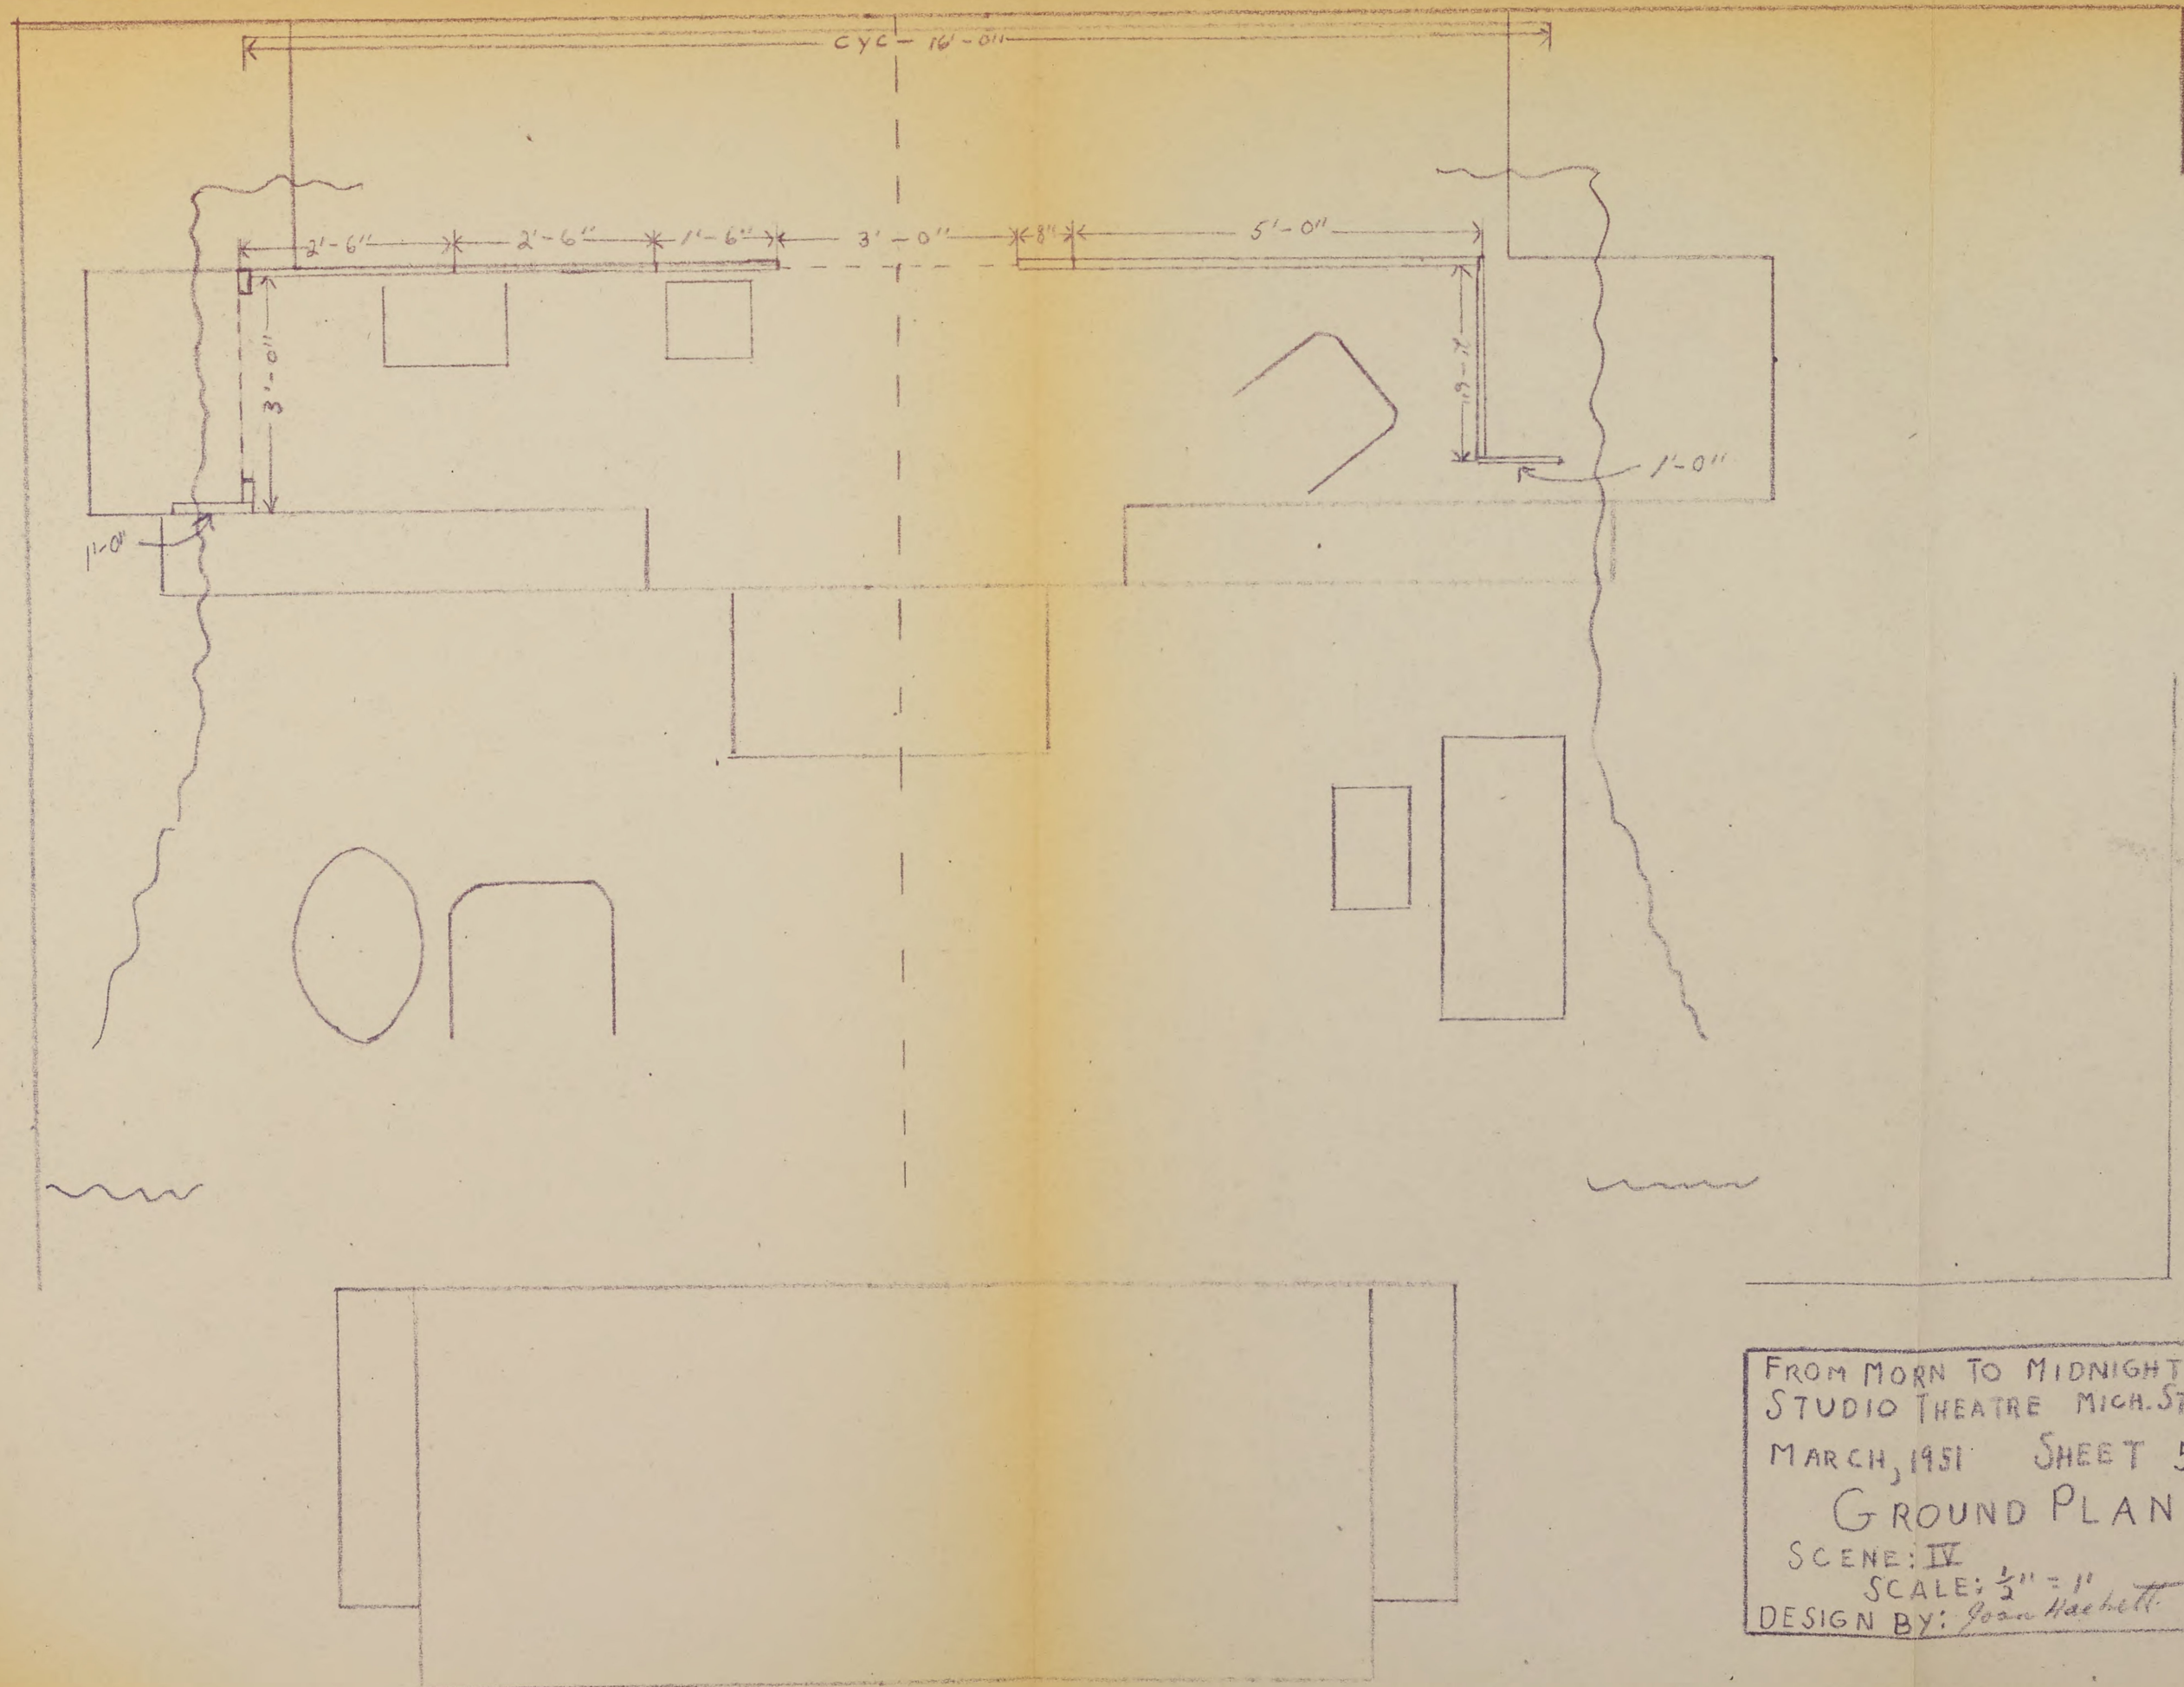 CYC - 16'-0"
2'-6" 2'-6" 1'-6" 3'-0" 8" 5'-0"
3'-0"
2'-6"
1'-0"
1'-0"
FROM MORN TO MIDNIGHT
STUDIO THEATRE MICH. ST
MARCH, 1951 SHEET 5
GROUND PLAN
SCENE: IV
SCALE: ½" = 1'
DESIGN BY: Joan Hackett